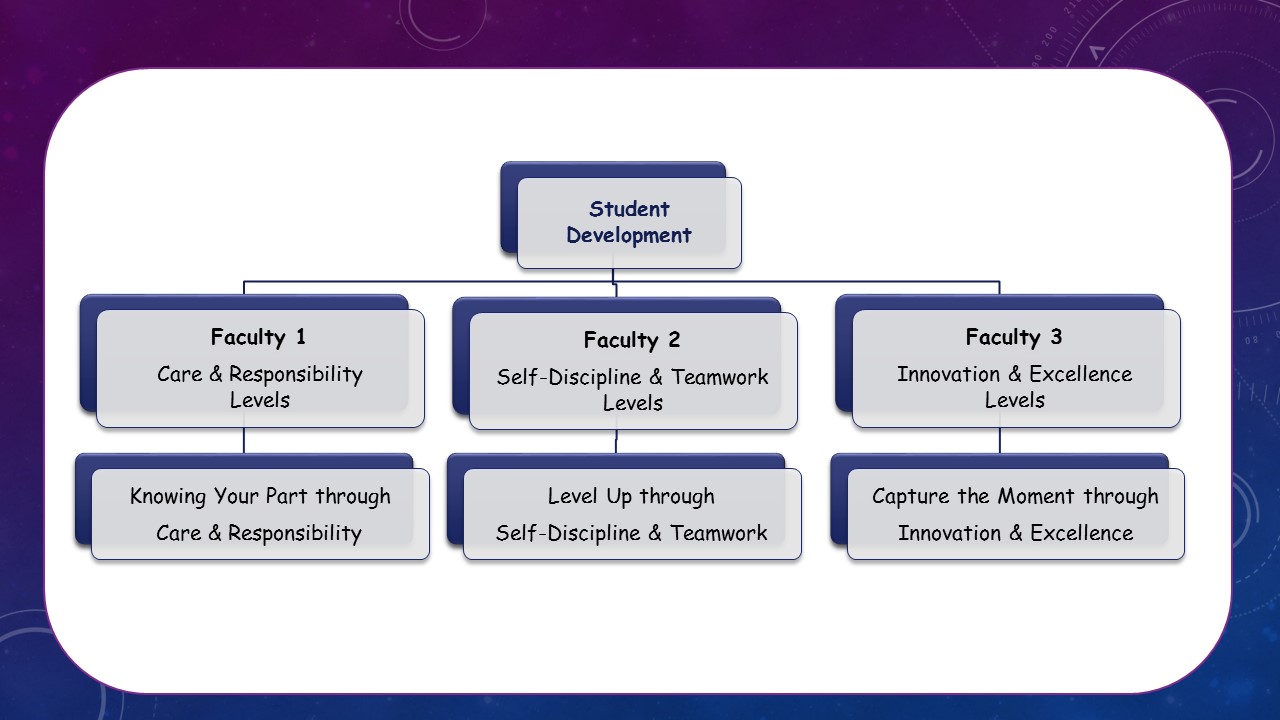 Student
Development
Faculty 1
Care & Responsibility
Levels
Faculty 2
Self-Discipline & Teamwork
Levels
Faculty 3
Innovation & Excellence
Levels
Knowing Your Part through
Care & Responsibility
Level Up through
Self-Discipline & Teamwork
Capture the Moment through
Innovation & Excellence